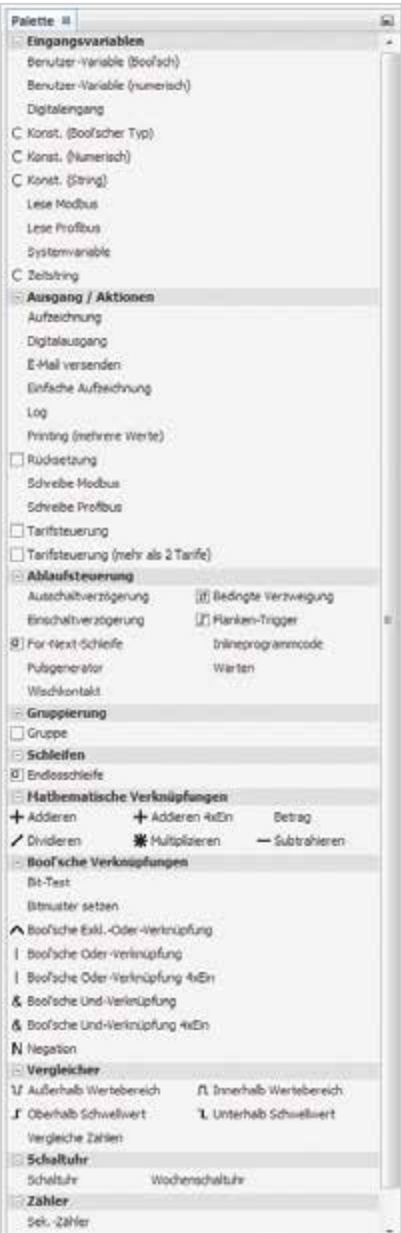 Palette
Eingangsvariablen
Benutzer-Variable (Bool'sch)
Benutzer-Variable (numerisch)
Digitaleingang
C Konst. (Bool'scher Typ)
C Konst. (Numerisch)
C Konst. (String)
Lese Modbus
Lese Profibus
Systemvariable
C Zeitstring
Ausgang / Aktionen
Aufzeichnung
Digitalausgang
E-Mail versenden
Einfache Aufzeichnung
Log
Printing (mehrere Werte)
Rücksetzung
Schreibe Modbus
Schreibe Profibus
Tarifsteuerung
Tarifsteuerung (mehr als 2 Tarife)
Ablaufsteuerung
Ausschaltverzögerung Bedingte Verzweigung
Einschaltverzögerung Flanken-Trigger
For-Next-Schleife Inlineprogrammcode
Pulsgenerator Warten
Wischkontakt
Gruppierung
Gruppe
Schleifen
Endlosschleife
Mathematische Verknüpfungen
+ Addieren + Addieren 4xEin Betrag
Dividieren Multiplizieren — Subtrahieren
Bool'sche Verknüpfungen
Bit-Test
Bitmuster setzen
Bool'sche Exkl.-Oder-Verknüpfung
| Bool'sche Oder-Verknüpfung
| Bool'sche Oder-Verknüpfung 4xEin
& Bool'sche Und-Verknüpfung
& Bool'sche Und-Verknüpfung 4xEin
N Negation
Vergleicher
Außerhalb Wertebereich Innerhalb Wertebereich
Oberhalb Schwellwert Unterhalb Schwellwert
Vergleiche Zahlen
Schaltuhr
Schaltuhr Wochenschaltuhr
Zähler
Sek.-Zähler